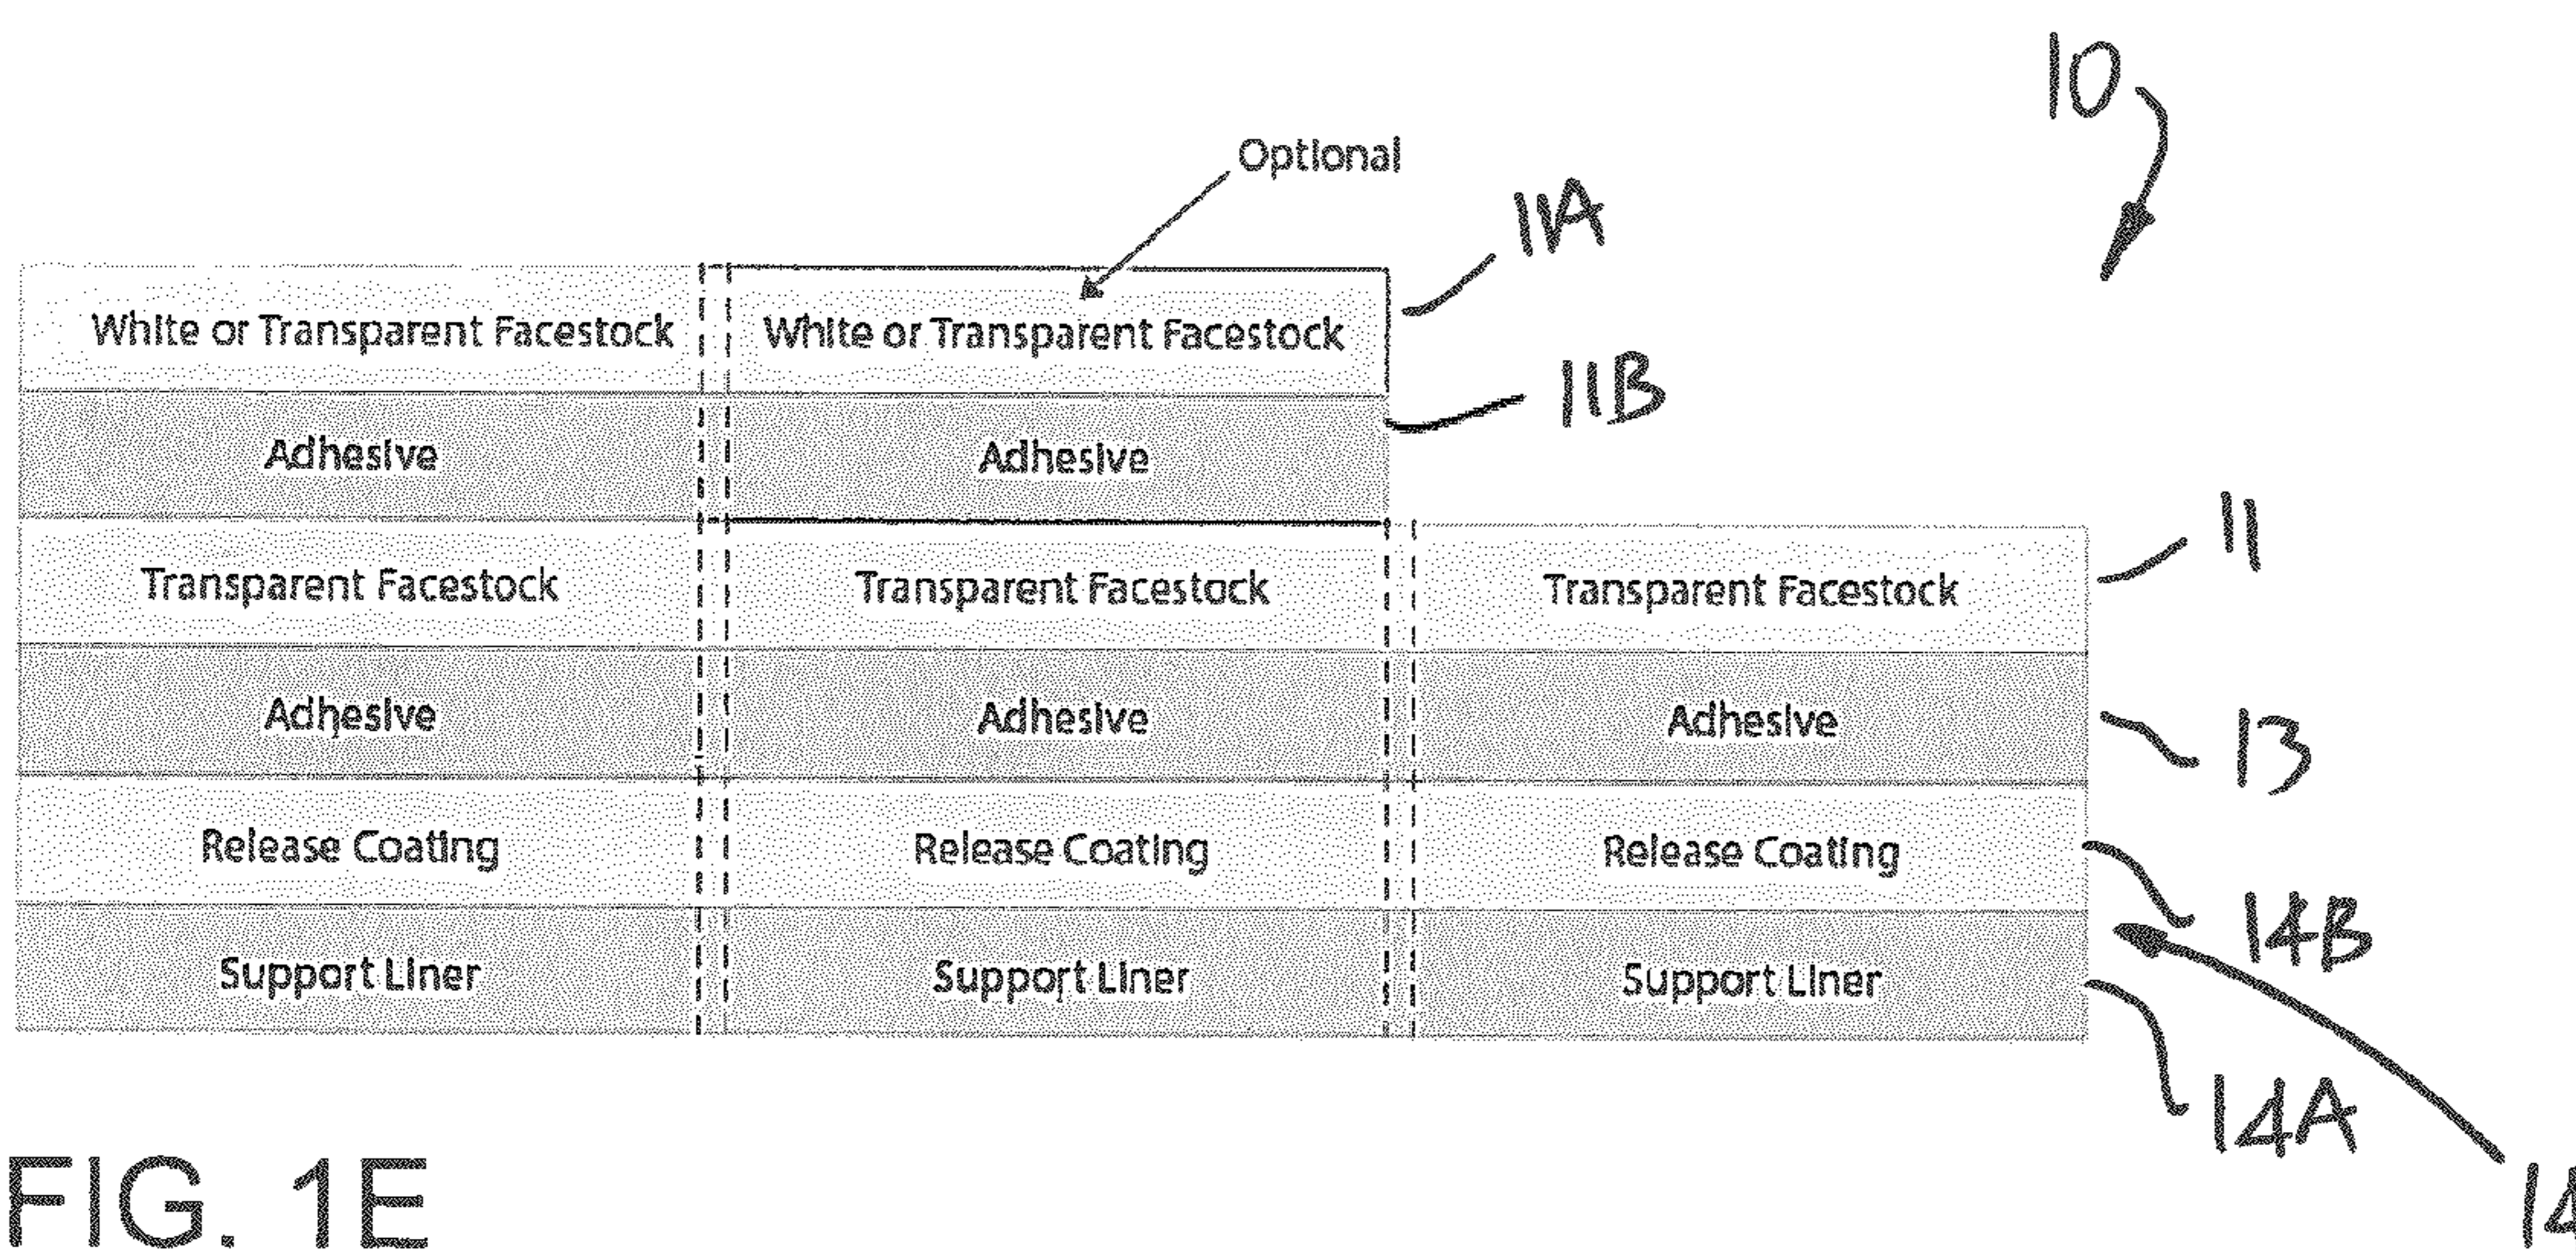 10
Optional
11A
White or Transparent Facestock White or Transparent Facestock
11B
Adhesive Adhesive
11
Transparent Facestock Transparent Facestock Transparent Facestock
Adhesive Adhesive Adhesive
13
Release Coating Release Coating Release Coating
14B
Support Liner Support Liner Support Liner
14A
FIG. 1E
14